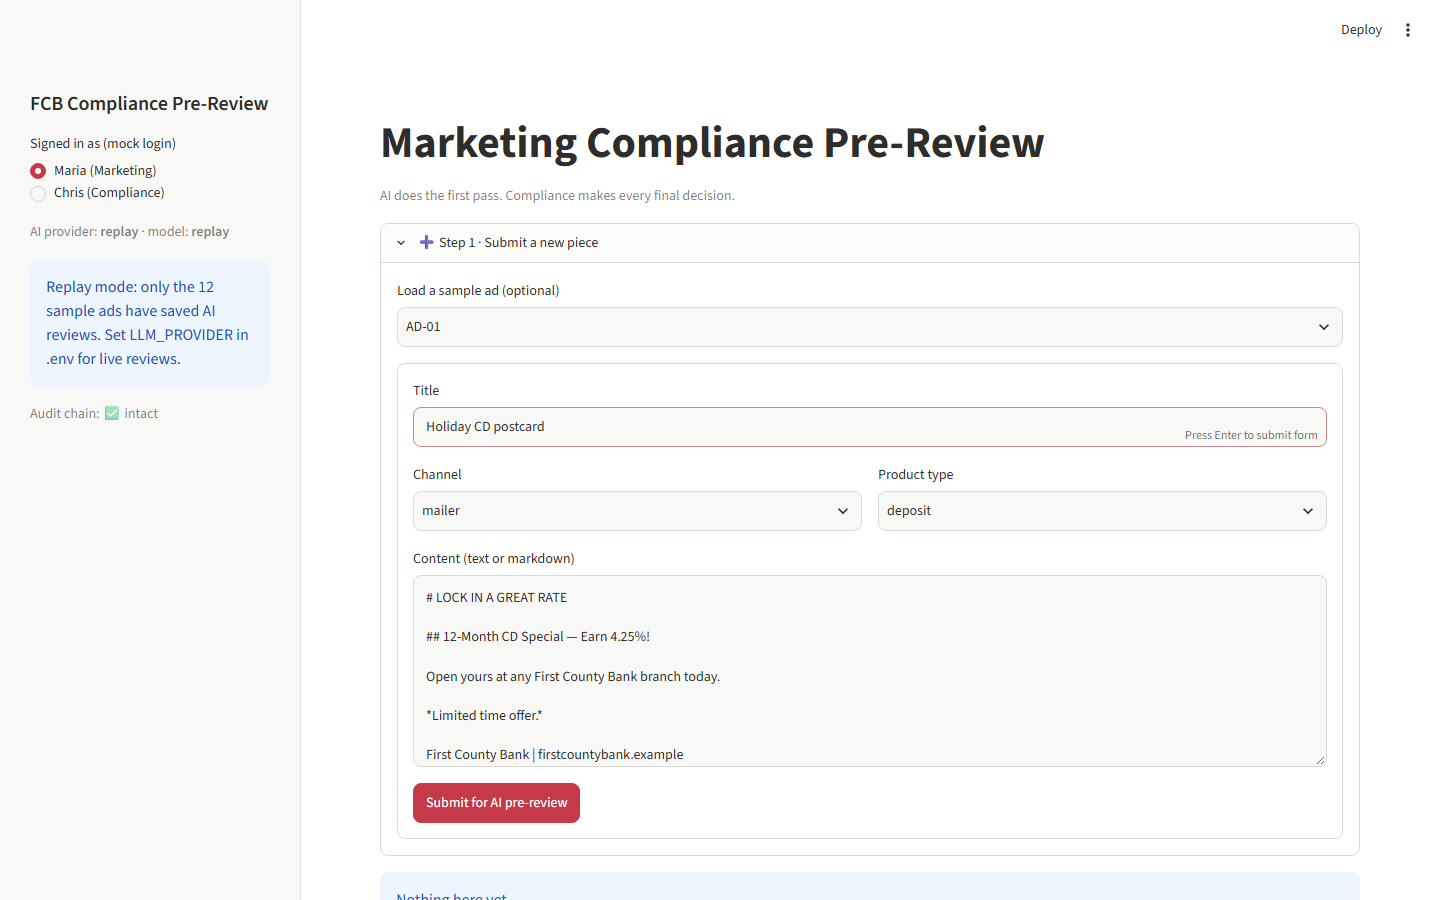 Deploy
FCB Compliance Pre-Review
Signed in as (mock login)
Maria (Marketing)
Chris (Compliance)
AI provider: replay · model: replay
Replay mode: only the 12
sample ads have saved AI
reviews. Set LLM_PROVIDER in
.env for live reviews.
Audit chain: ✅ intact
Marketing Compliance Pre-Review
AI does the first pass. Compliance makes every final decision.
➕ Step 1 · Submit a new piece
Load a sample ad (optional)
AD-01
Title
Holiday CD postcard
Press Enter to submit form
Channel
Product type
mailer
deposit
Content (text or markdown)
# LOCK IN A GREAT RATE
## 12-Month CD Special — Earn 4.25%!
Open yours at any First County Bank branch today.
*Limited time offer.*
First County Bank | firstcountybank.example
Submit for AI pre-review
Nothing here yet